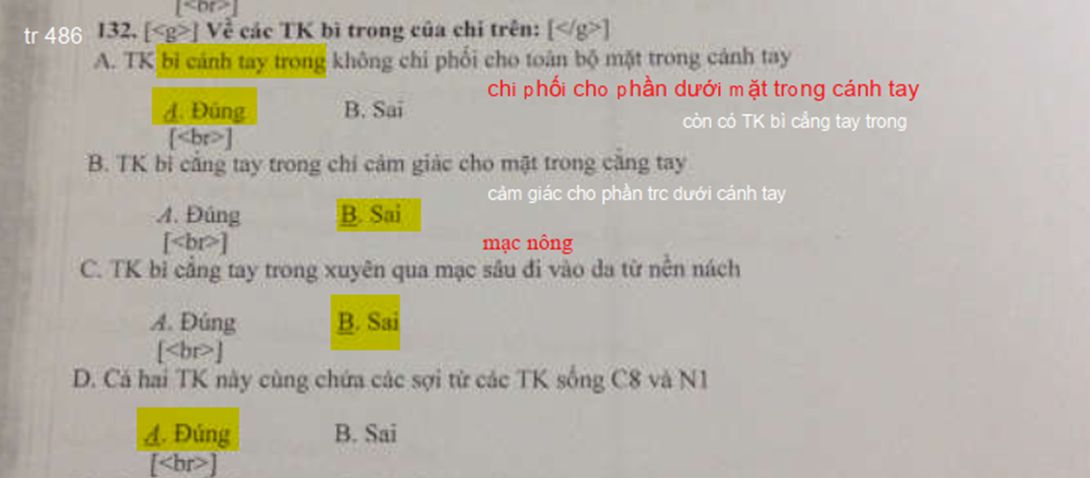 [<br>]
tr 486 132. [<g>] Về các TK bì trong của chi trên: [</g>]
A. TK bì cánh tay trong không chi phối cho toàn bộ mặt trong cánh tay
chi phối cho phần dưới mặt trong cánh tay
A. Đúng B. Sai
còn có TK bì cẳng tay trong
[<br>]
B. TK bì cẳng tay trong chỉ cảm giác cho mặt trong cẳng tay
cảm giác cho phần trc dưới cánh tay
A. Đúng B. Sai
[<br>]
mạc nông
C. TK bì cẳng tay trong xuyên qua mạc sâu đi vào da từ nền nách
A. Đúng B. Sai
[<br>]
D. Cả hai TK này cùng chứa các sợi từ các TK sống C8 và N1
A. Đúng B. Sai
[<br>]